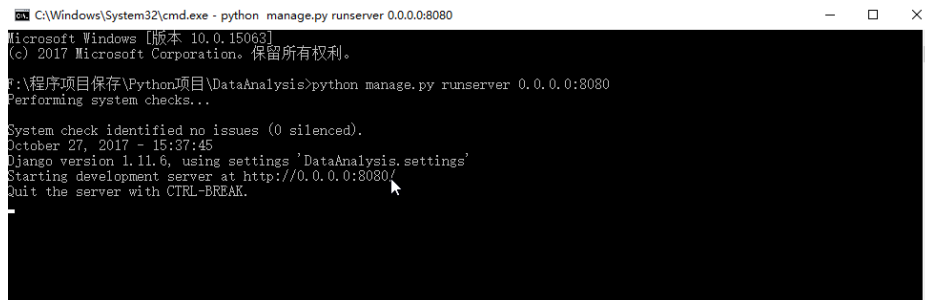 C:\Windows\System32\cmd.exe - python manage.py runserver 0.0.0.0:8080
Microsoft Windows [版本 10.0.15063]
(c) 2017 Microsoft Corporation。保留所有权利。
F:\程序项目保存\Python项目\DataAnalysis>python manage.py runserver 0.0.0.0:8080
Performing system checks...
System check identified no issues (0 silenced).
October 27, 2017 - 15:37:45
Django version 1.11.6, using settings 'DataAnalysis.settings'
Starting development server at http://0.0.0.0:8080/
Quit the server with CTRL-BREAK.